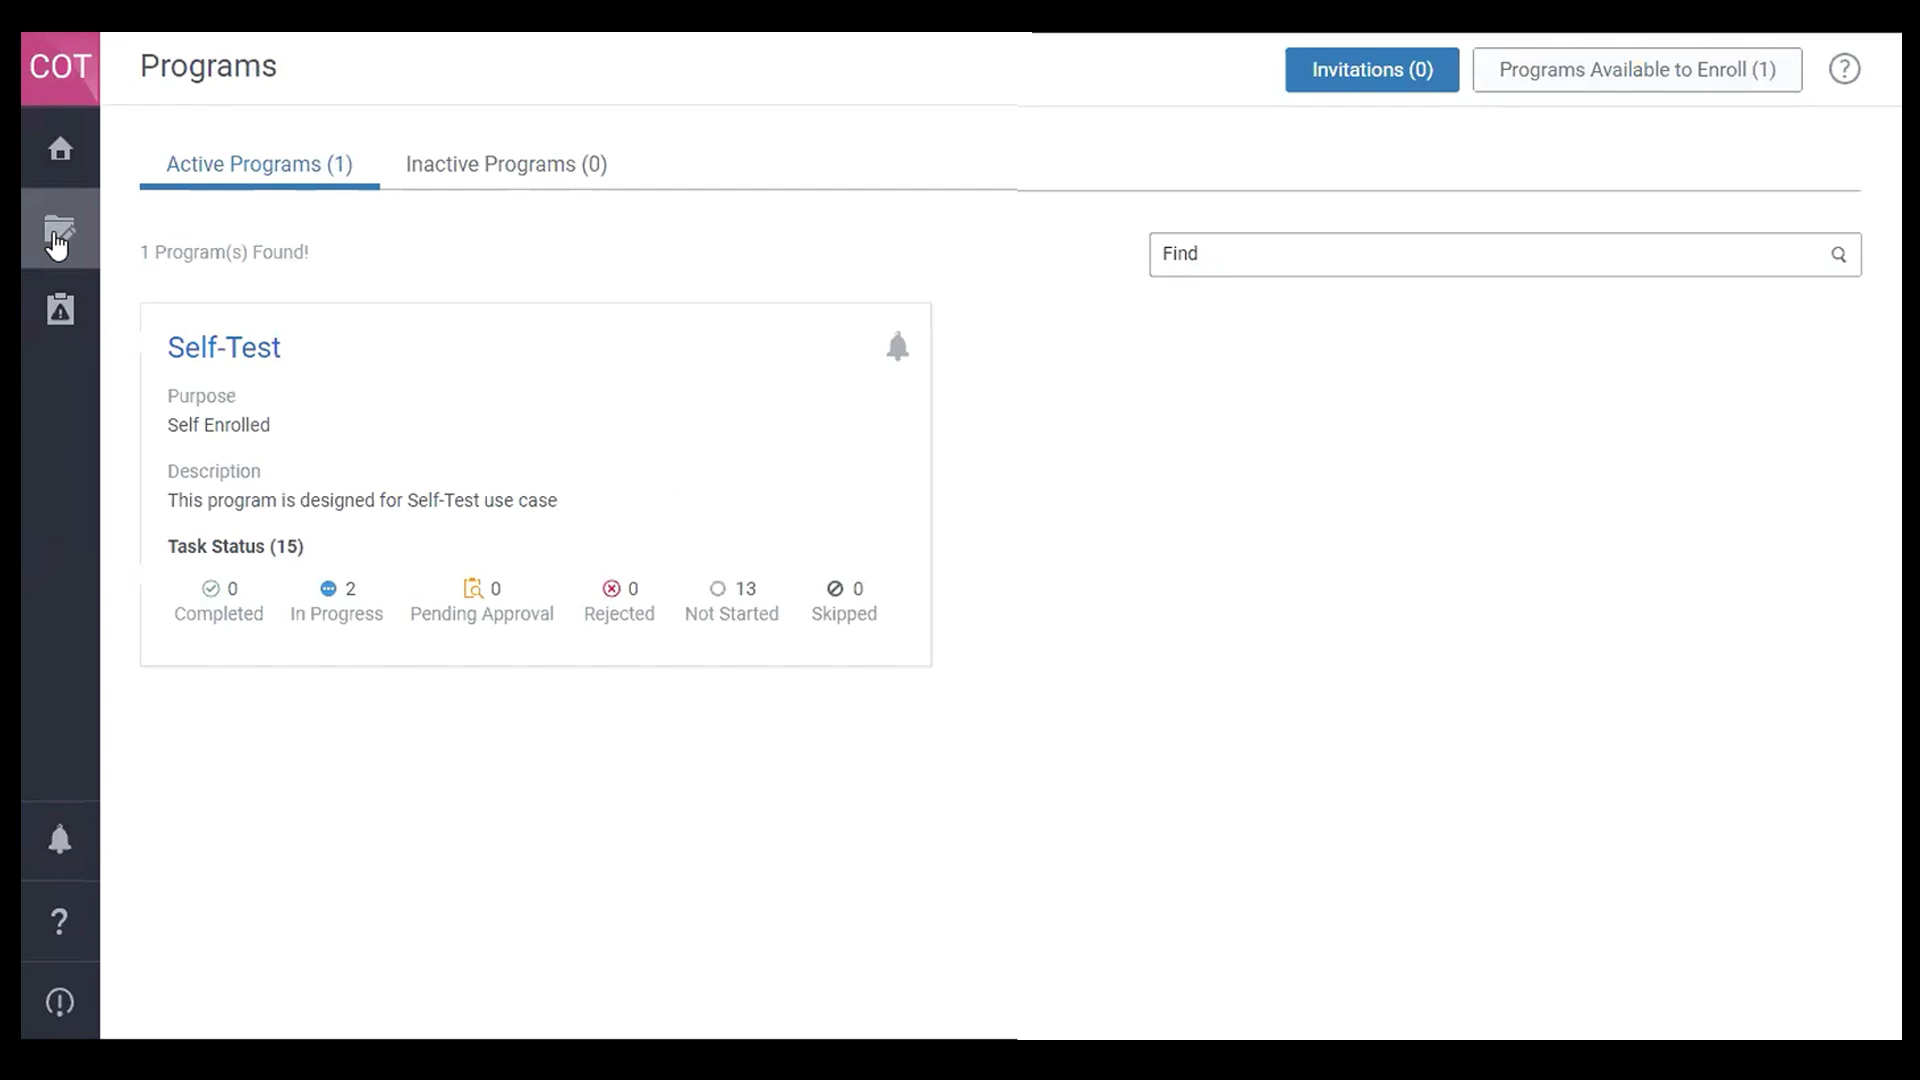 COT
Programs
Invitations (0)
Programs Available to Enroll (1)
Active Programs (1)
Inactive Programs (0)
1 Program(s) Found!
Find
Self-Test
Purpose
Self Enrolled
Description
This program is designed for Self-Test use case
Task Status (15)
0 2 0 0 13 0
Completed In Progress Pending Approval Rejected Not Started Skipped